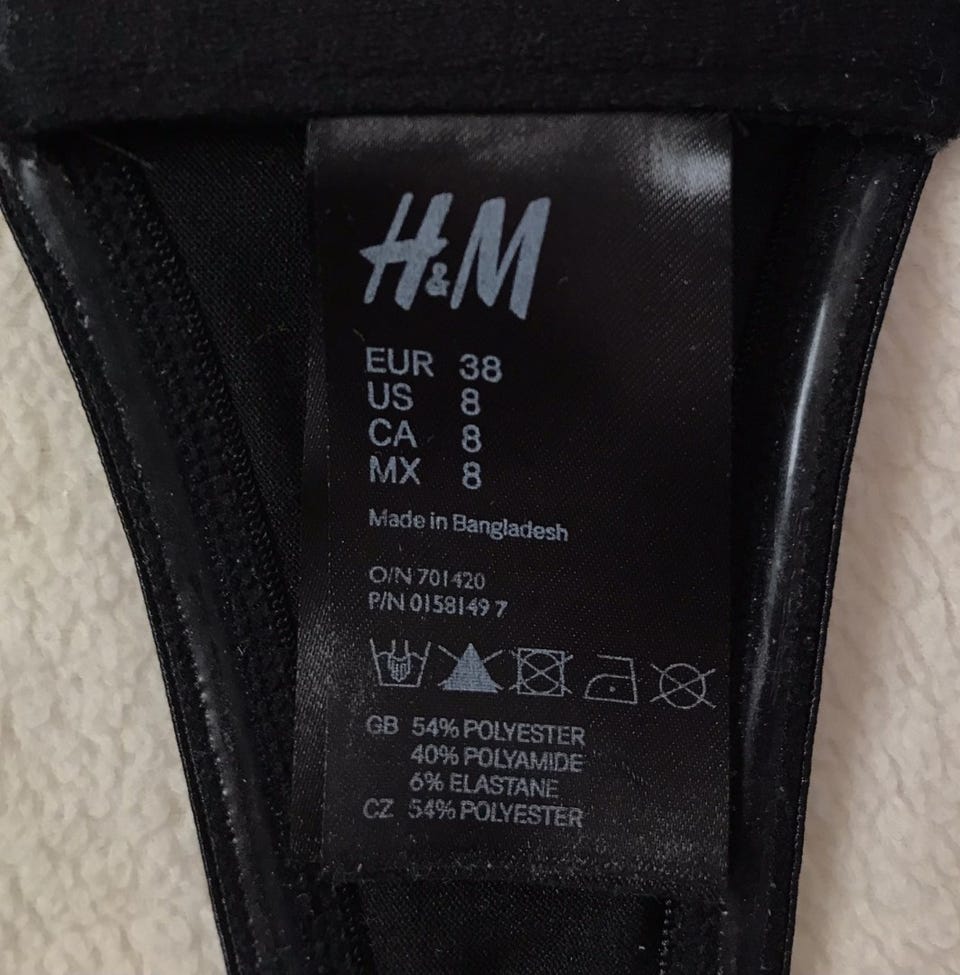 H&M
EUR 38
US 8
CA 8
MX 8
Made in Bangladesh
O/N 701420
P/N 0158149 7
GB 54% POLYESTER
40% POLYAMIDE
6% ELASTANE
CZ 54% POLYESTER